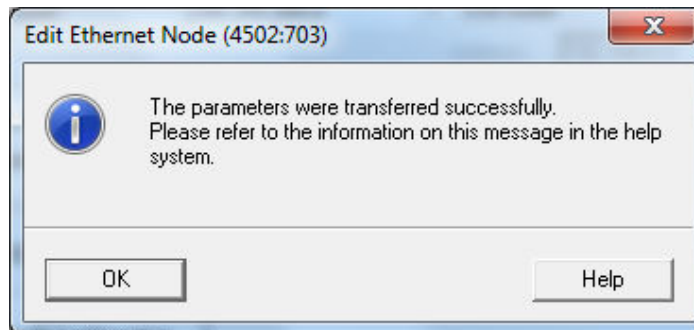 Edit Ethernet Node (4502:703)
The parameters were transferred successfully.
Please refer to the information on this message in the help
system.
OK
Help